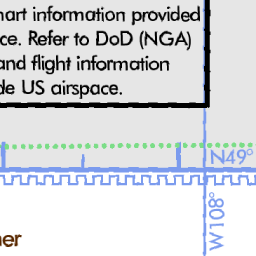 hart information provided
ce. Refer to DoD (NGA)
and flight information
de US airspace.
N49°
W108°
her